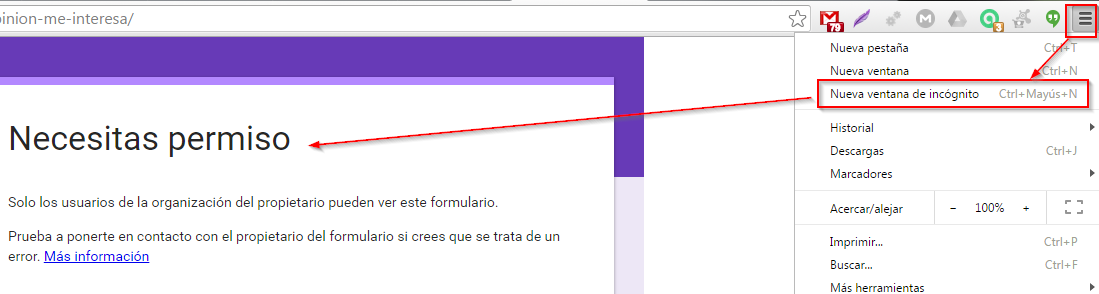 inion-me-interesa/
79
3
Nueva pestaña Ctrl+T
Nueva ventana Ctrl+N
Nueva ventana de incógnito Ctrl+Mayús+N
Historial
Descargas Ctrl+J
Marcadores
Acercar/alejar − 100% +
Imprimir... Ctrl+P
Buscar... Ctrl+F
Más herramientas
Necesitas permiso
Solo los usuarios de la organización del propietario pueden ver este formulario.
Prueba a ponerte en contacto con el propietario del formulario si crees que se trata de un
error. Más información